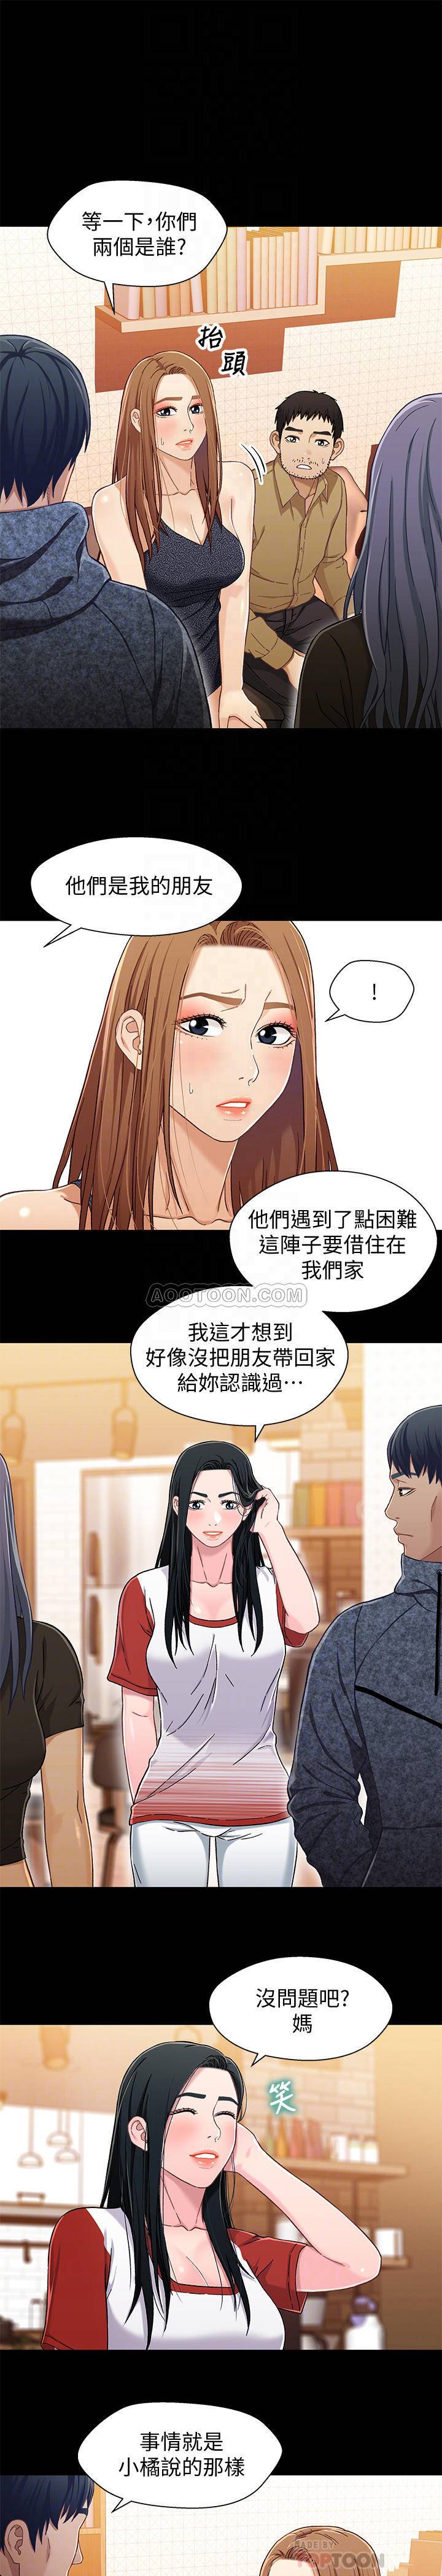 等一下,你們
兩個是誰?
抬頭
他們是我的朋友
!
他們遇到了點困難
這陣子要借住在
我們家
AOOTOON.COM
我這才想到
好像沒把朋友帶回家
給妳認識過…
沒問題吧?
媽
笑
事情就是
小橘說的那樣
MADE BY
TOPTOON